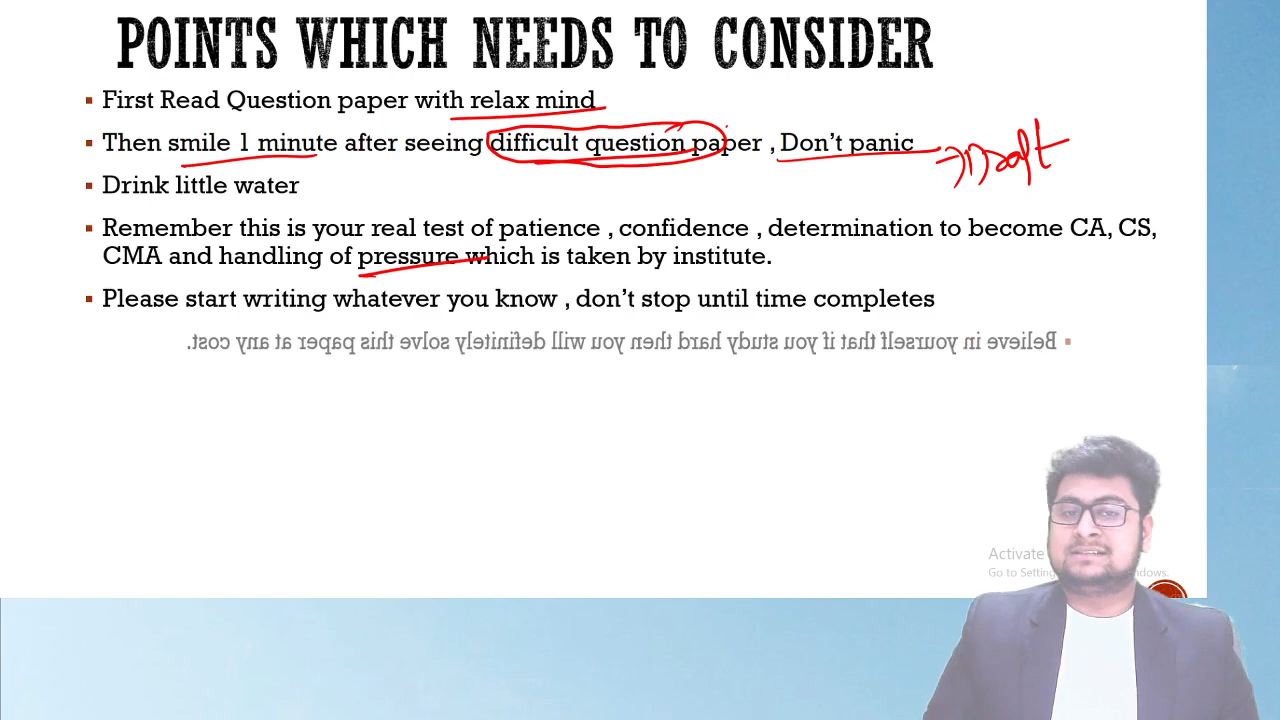 POINTS WHICH NEEDS TO CONSIDER
▪ First Read Question paper with relax mind
▪ Then smile 1 minute after seeing difficult question paper , Don't panic
▪ Drink little water
▪ Remember this is your real test of patience , confidence , determination to become CA, CS,
CMA and handling of pressure which is taken by institute.
▪ Please start writing whatever you know , don't stop until time completes
▪ Believe in yourself that if you study hard then you will definitely solve this paper at any cost.
Activate
Go to Setting
ndows.